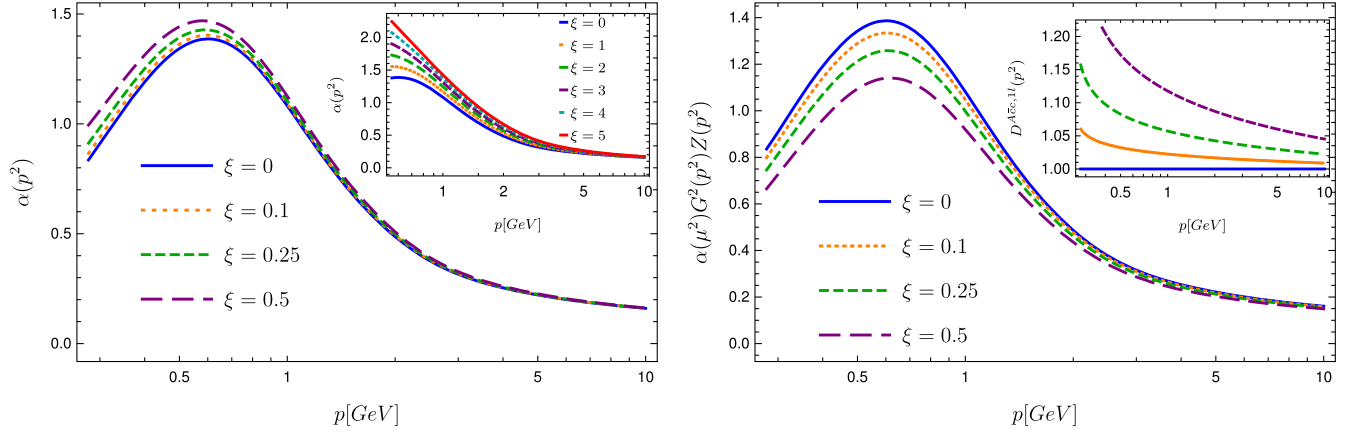 α(p²)
1.5
1.0
0.5
0.0
ξ = 0
ξ = 0.1
ξ = 0.25
ξ = 0.5
0.5
1
5
10
p[GeV]
α(p²)
2.5
2.0
1.5
1.0
0.5
0.0
ξ = 0
ξ = 1
ξ = 2
ξ = 3
ξ = 4
ξ = 5
1
2
5
10
p[GeV]
α(μ²)G²(p²)Z(p²)
1.4
1.2
1.0
0.8
0.6
0.4
0.2
0.0
ξ = 0
ξ = 0.1
ξ = 0.25
ξ = 0.5
0.5
1
5
10
p[GeV]
D^{Ac̄c,1l}(p²)
1.20
1.15
1.10
1.05
1.00
0.5
1
5
10
p[GeV]